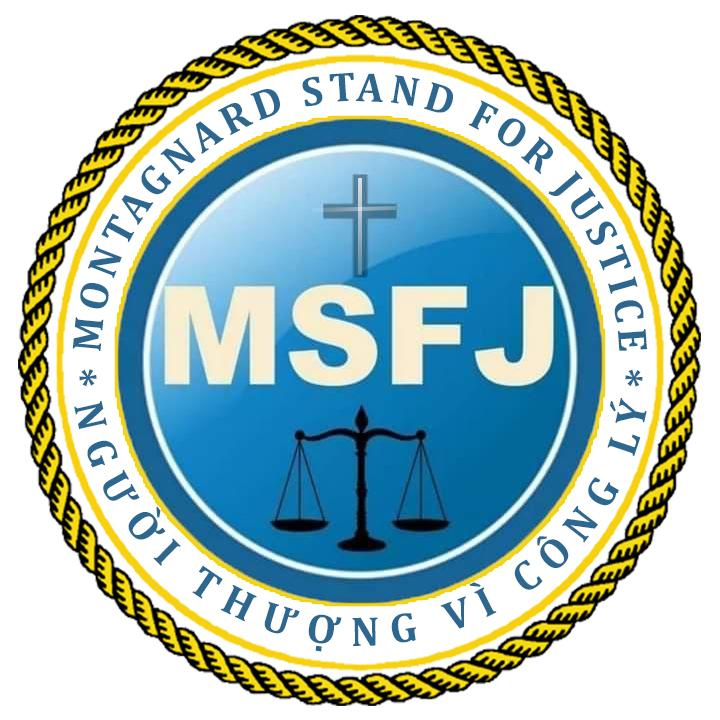 MONTAGNARD STAND FOR JUSTICE
MSFJ
* NGƯỜI THƯỢNG VÌ CÔNG LÝ *